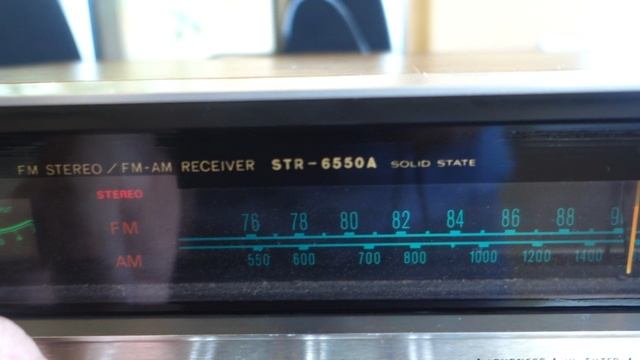 FM STEREO / FM-AM RECEIVER STR-6550A SOLID STATE
STEREO
FM 76 78 80 82 84 86 88
AM 550 600 700 800 1000 1200 1400